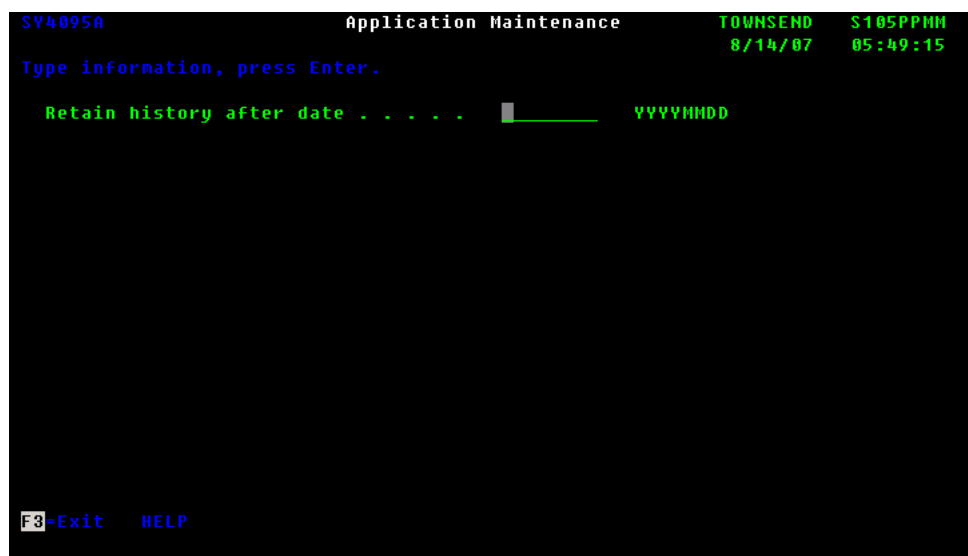 SY4095A Application Maintenance TOWNSEND S105PPMM
8/14/07 05:49:15
Type information, press Enter.
Retain history after date . . . . . YYYYMMDD
F3=Exit HELP